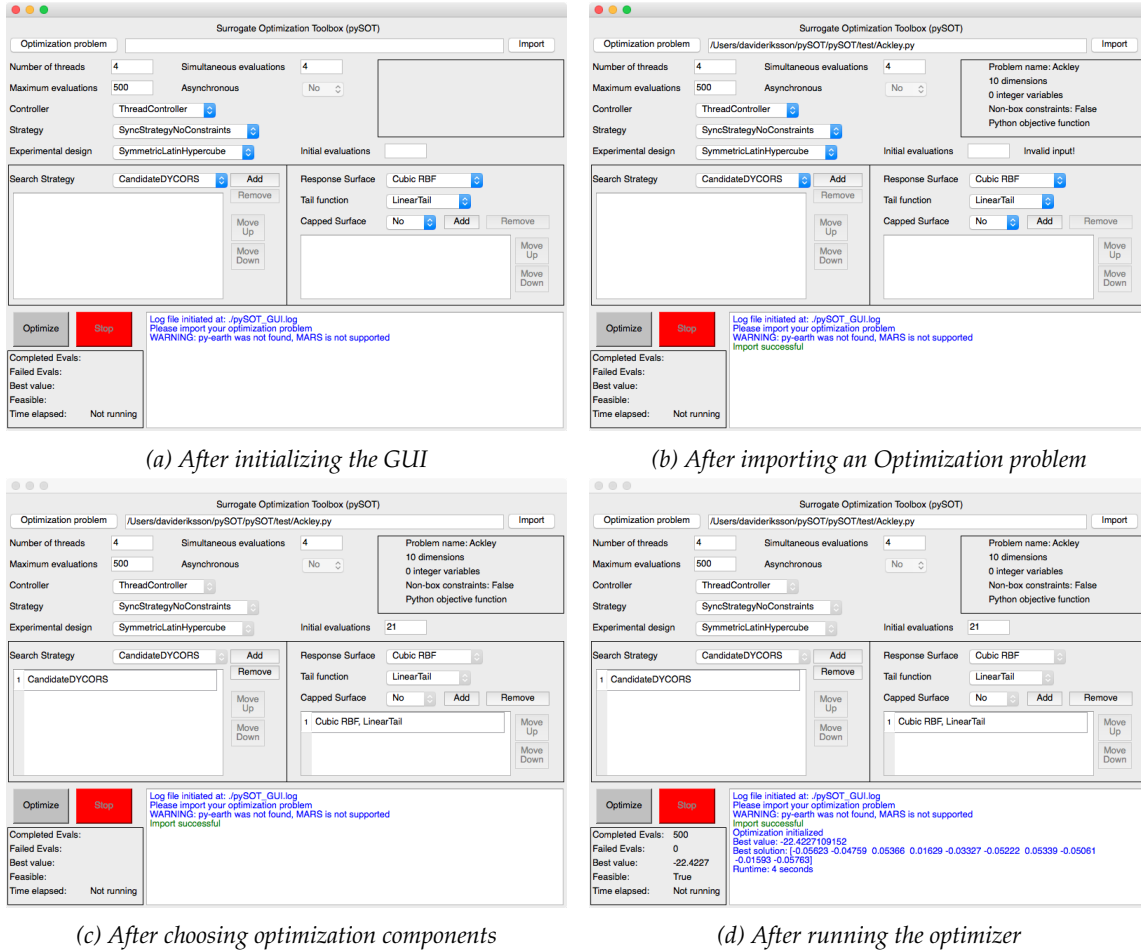 Surrogate Optimization Toolbox (pySOT)
Optimization problem Import
Number of threads 4 Simultaneous evaluations 4
Maximum evaluations 500 Asynchronous No
Controller ThreadController
Strategy SyncStrategyNoConstraints
Experimental design SymmetricLatinHypercube Initial evaluations
Search Strategy CandidateDYCORS Add Response Surface Cubic RBF
Remove
Tail function LinearTail
Move Up Capped Surface No Add Remove
Move Down
Move Up
Move Down
Optimize Stop
Log file initiated at: ./pySOT_GUI.log
Please import your optimization problem
WARNING: py-earth was not found, MARS is not supported
Completed Evals:
Failed Evals:
Best value:
Feasible:
Time elapsed: Not running
(a) After initializing the GUI
Surrogate Optimization Toolbox (pySOT)
Optimization problem /Users/davideriksson/pySOT/pySOT/test/Ackley.py Import
Number of threads 4 Simultaneous evaluations 4
Maximum evaluations 500 Asynchronous No
Controller ThreadController
Strategy SyncStrategyNoConstraints
Problem name: Ackley
10 dimensions
0 integer variables
Non-box constraints: False
Python objective function
Experimental design SymmetricLatinHypercube Initial evaluations Invalid input!
Search Strategy CandidateDYCORS Add Response Surface Cubic RBF
Remove
Tail function LinearTail
Move Up Capped Surface No Add Remove
Move Down
Move Up
Move Down
Optimize Stop
Log file initiated at: ./pySOT_GUI.log
Please import your optimization problem
WARNING: py-earth was not found, MARS is not supported
Import successful
Completed Evals:
Failed Evals:
Best value:
Feasible:
Time elapsed: Not running
(b) After importing an Optimization problem
Surrogate Optimization Toolbox (pySOT)
Optimization problem /Users/davideriksson/pySOT/pySOT/test/Ackley.py Import
Number of threads 4 Simultaneous evaluations 4
Maximum evaluations 500 Asynchronous No
Controller ThreadController
Strategy SyncStrategyNoConstraints
Problem name: Ackley
10 dimensions
0 integer variables
Non-box constraints: False
Python objective function
Experimental design SymmetricLatinHypercube Initial evaluations 21
Search Strategy CandidateDYCORS Add Response Surface Cubic RBF
1 CandidateDYCORS Remove
Tail function LinearTail
Move Up Capped Surface No Add Remove
Move Down
1 Cubic RBF, LinearTail Move Up
Move Down
Optimize Stop
Log file initiated at: ./pySOT_GUI.log
Please import your optimization problem
WARNING: py-earth was not found, MARS is not supported
Import successful
Completed Evals:
Failed Evals:
Best value:
Feasible:
Time elapsed: Not running
(c) After choosing optimization components
Surrogate Optimization Toolbox (pySOT)
Optimization problem /Users/davideriksson/pySOT/pySOT/test/Ackley.py Import
Number of threads 4 Simultaneous evaluations 4
Maximum evaluations 500 Asynchronous No
Controller ThreadController
Strategy SyncStrategyNoConstraints
Problem name: Ackley
10 dimensions
0 integer variables
Non-box constraints: False
Python objective function
Experimental design SymmetricLatinHypercube Initial evaluations 21
Search Strategy CandidateDYCORS Add Response Surface Cubic RBF
1 CandidateDYCORS Remove
Tail function LinearTail
Move Up Capped Surface No Add Remove
Move Down
1 Cubic RBF, LinearTail Move Up
Move Down
Optimize Stop
Log file initiated at: ./pySOT_GUI.log
Please import your optimization problem
WARNING: py-earth was not found, MARS is not supported
Import successful
Optimization initialized
Best value: -22.4227109152
Best solution: [-0.05623 -0.04759 0.05366 0.01629 -0.03327 -0.05222 0.05339 -0.05061
-0.01593 -0.05763]
Runtime: 4 seconds
Completed Evals: 500
Failed Evals: 0
Best value: -22.4227
Feasible: True
Time elapsed: Not running
(d) After running the optimizer